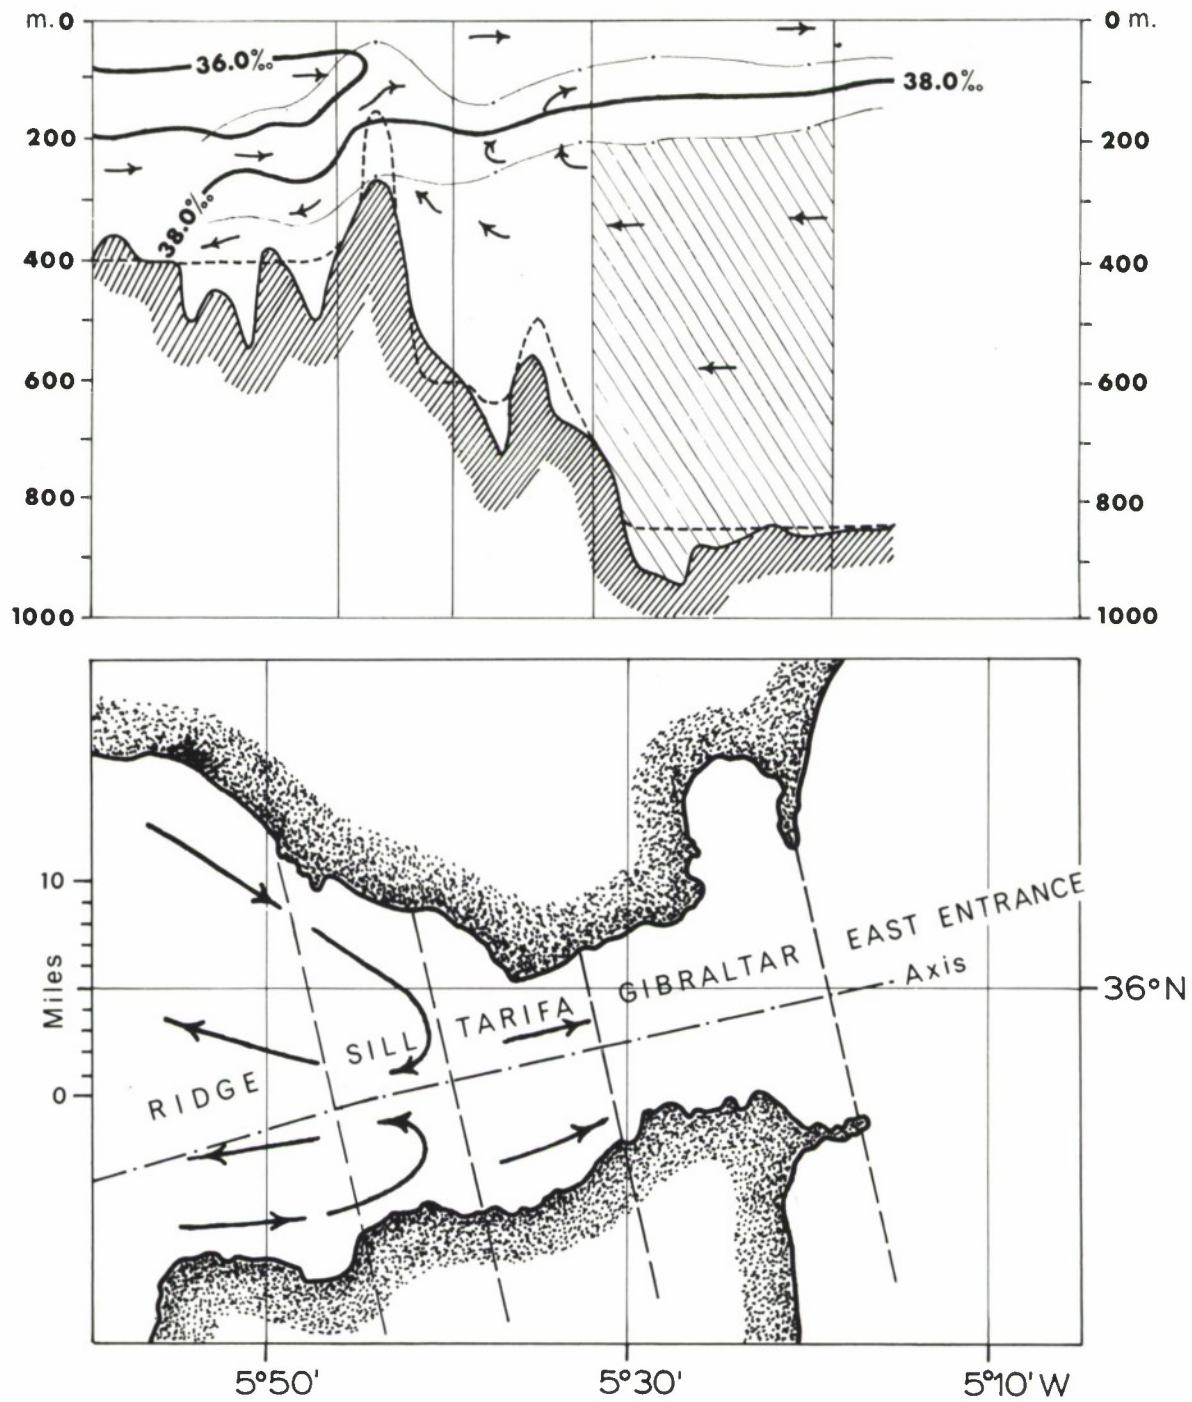 m. 0
0 m.
36.0‰
38.0‰
200
200
38.0‰
400
400
600
600
800
800
1000
1000
10
Miles
0
RIDGE SILL TARIFA GIBRALTAR EAST ENTRANCE
Axis
36°N
5°50'
5°30'
5°10'W